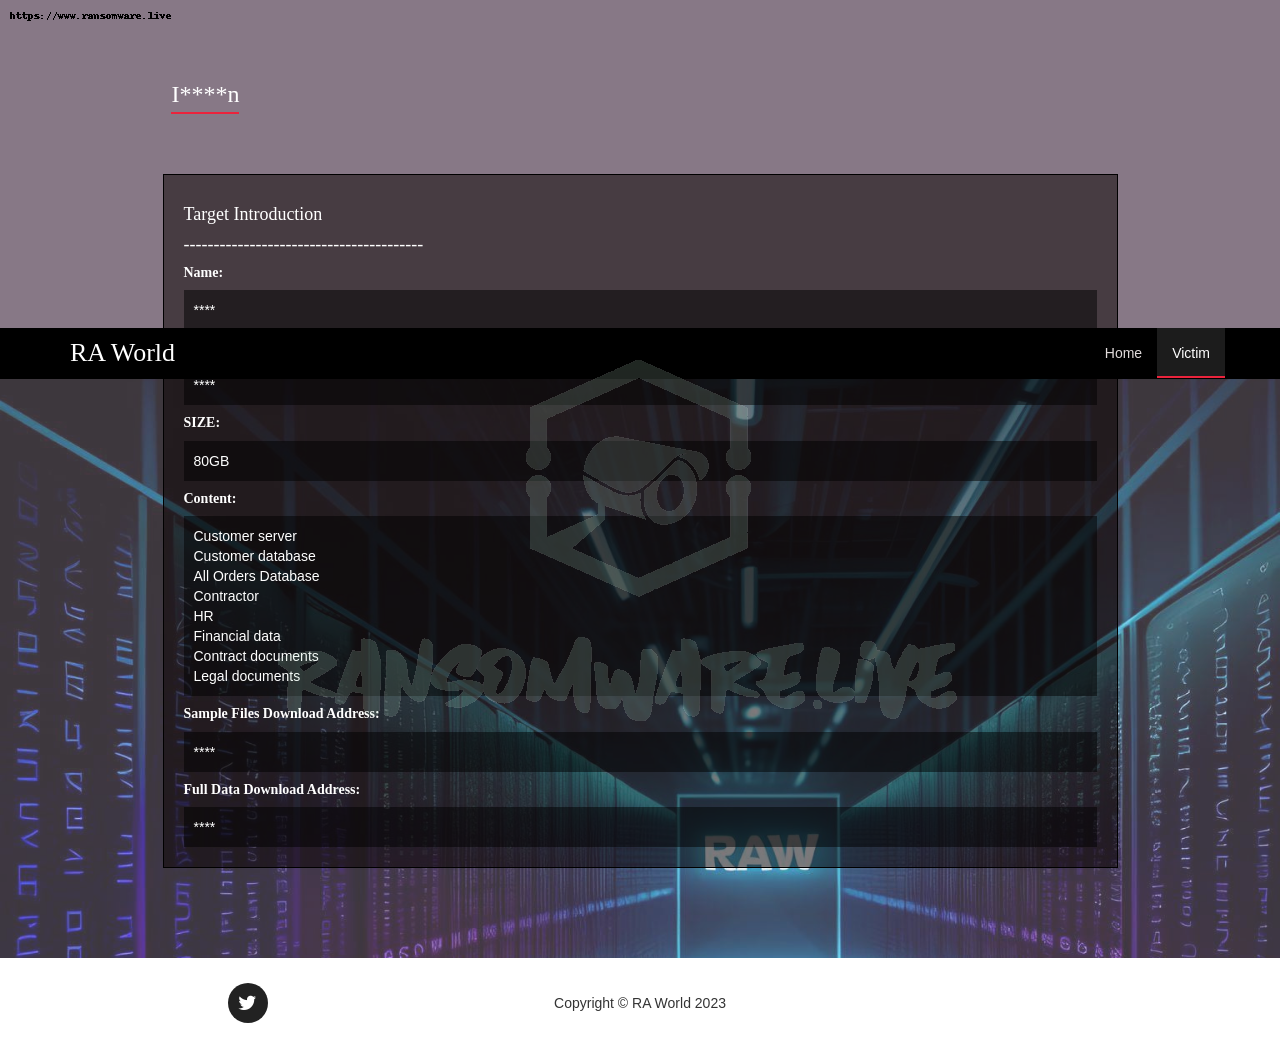 https://www.ransomware.live
I****n
Target Introduction
----------------------------------------
Name:
****
RA World
Home
Victim
****
SIZE:
80GB
Content:
Customer server
Customer database
All Orders Database
Contractor
HR
Financial data
Contract documents
Legal documents
RANSOMWARE.LIVE
Sample Files Download Address:
****
Full Data Download Address:
****
RAW
Copyright © RA World 2023